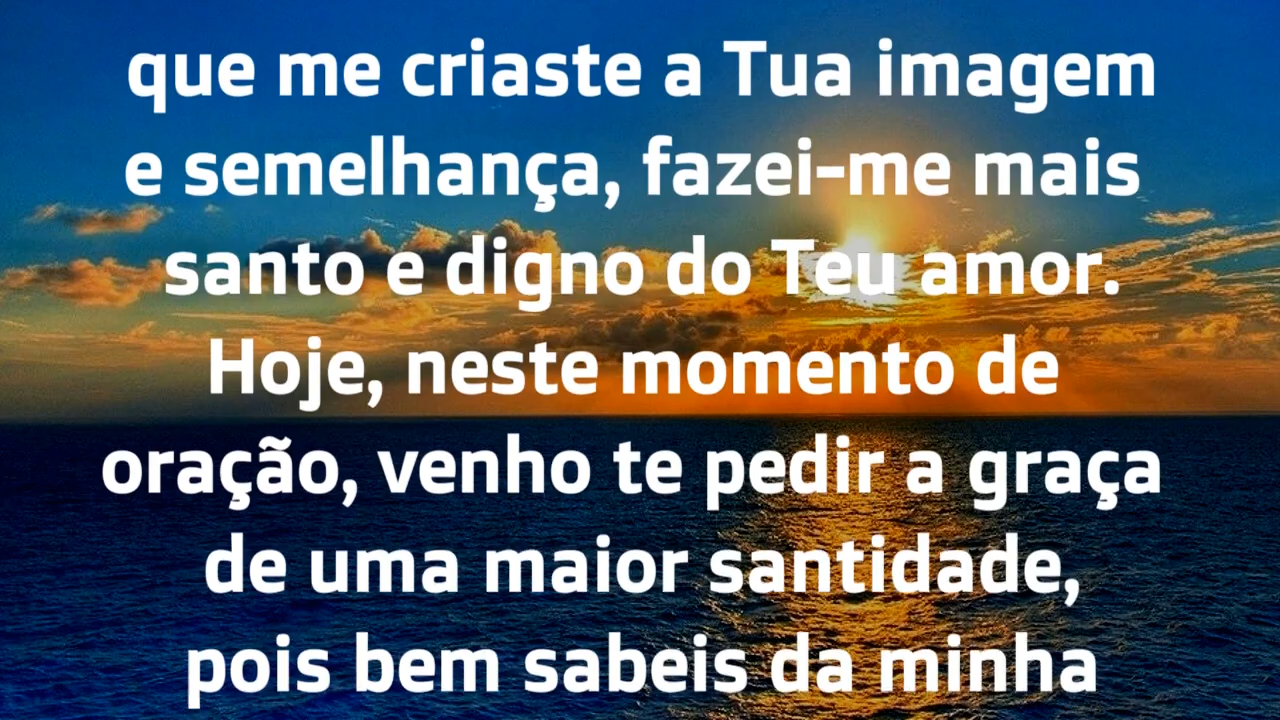 que me criaste a Tua imagem
e semelhança, fazei-me mais
santo e digno do Teu amor.
Hoje, neste momento de
oração, venho te pedir a graça
de uma maior santidade,
pois bem sabeis da minha